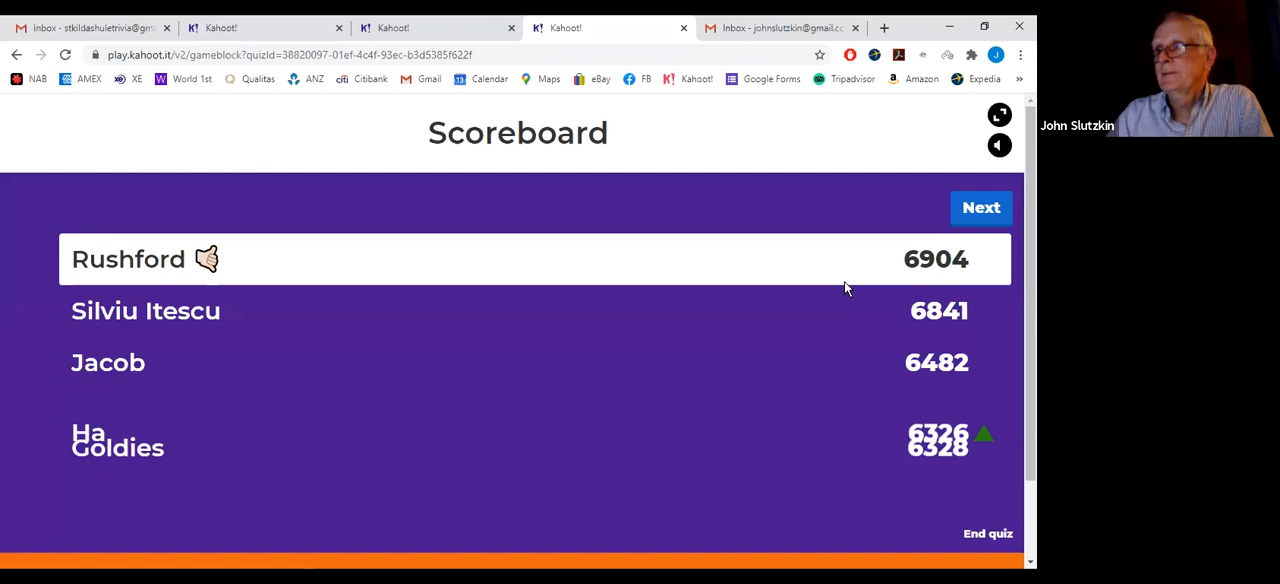 Inbox - stkildashuletrivia@gm
Kahoot!
Kahoot!
Kahoot!
Inbox - johnslutzkin@gmail.co
play.kahoot.it/v2/gameblock?quizId=38820097-01ef-4c4f-93ec-b3d5385f622f
J
NAB
AMEX
XE
World 1st
Qualitas
ANZ
citi Citibank
Gmail
Calendar
Maps
eBay
FB
K! Kahoot!
Google Forms
Tripadvisor
Amazon
Expedia
Scoreboard
John Slutzkin
Next
Rushford 6904
Silviu Itescu 6841
Jacob 6482
Ha 6326
Goldies 6328
End quiz